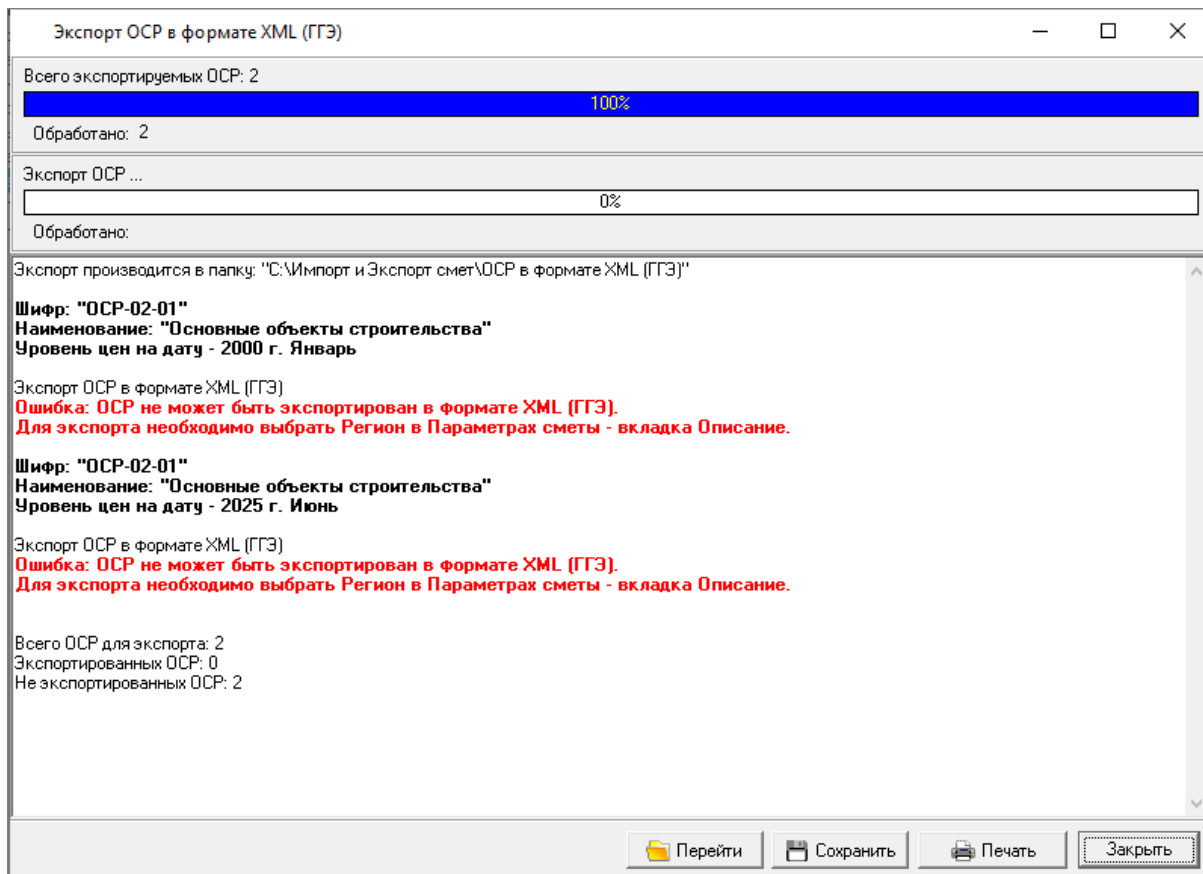 Экспорт ОСР в формате XML (ГГЭ)
Всего экспортируемых ОСР: 2
100%
Обработано: 2
Экспорт ОСР ...
0%
Обработано:
Экспорт производится в папку: "C:\Импорт и Экспорт смет\ОСР в формате XML (ГГЭ)"
Шифр: "ОСР-02-01"
Наименование: "Основные объекты строительства"
Уровень цен на дату - 2000 г. Январь
Экспорт ОСР в формате XML (ГГЭ)
Ошибка: ОСР не может быть экспортирован в формате XML (ГГЭ).
Для экспорта необходимо выбрать Регион в Параметрах сметы - вкладка Описание.
Шифр: "ОСР-02-01"
Наименование: "Основные объекты строительства"
Уровень цен на дату - 2025 г. Июнь
Экспорт ОСР в формате XML (ГГЭ)
Ошибка: ОСР не может быть экспортирован в формате XML (ГГЭ).
Для экспорта необходимо выбрать Регион в Параметрах сметы - вкладка Описание.
Всего ОСР для экспорта: 2
Экспортированных ОСР: 0
Не экспортированных ОСР: 2
Перейти Сохранить Печать Закрыть